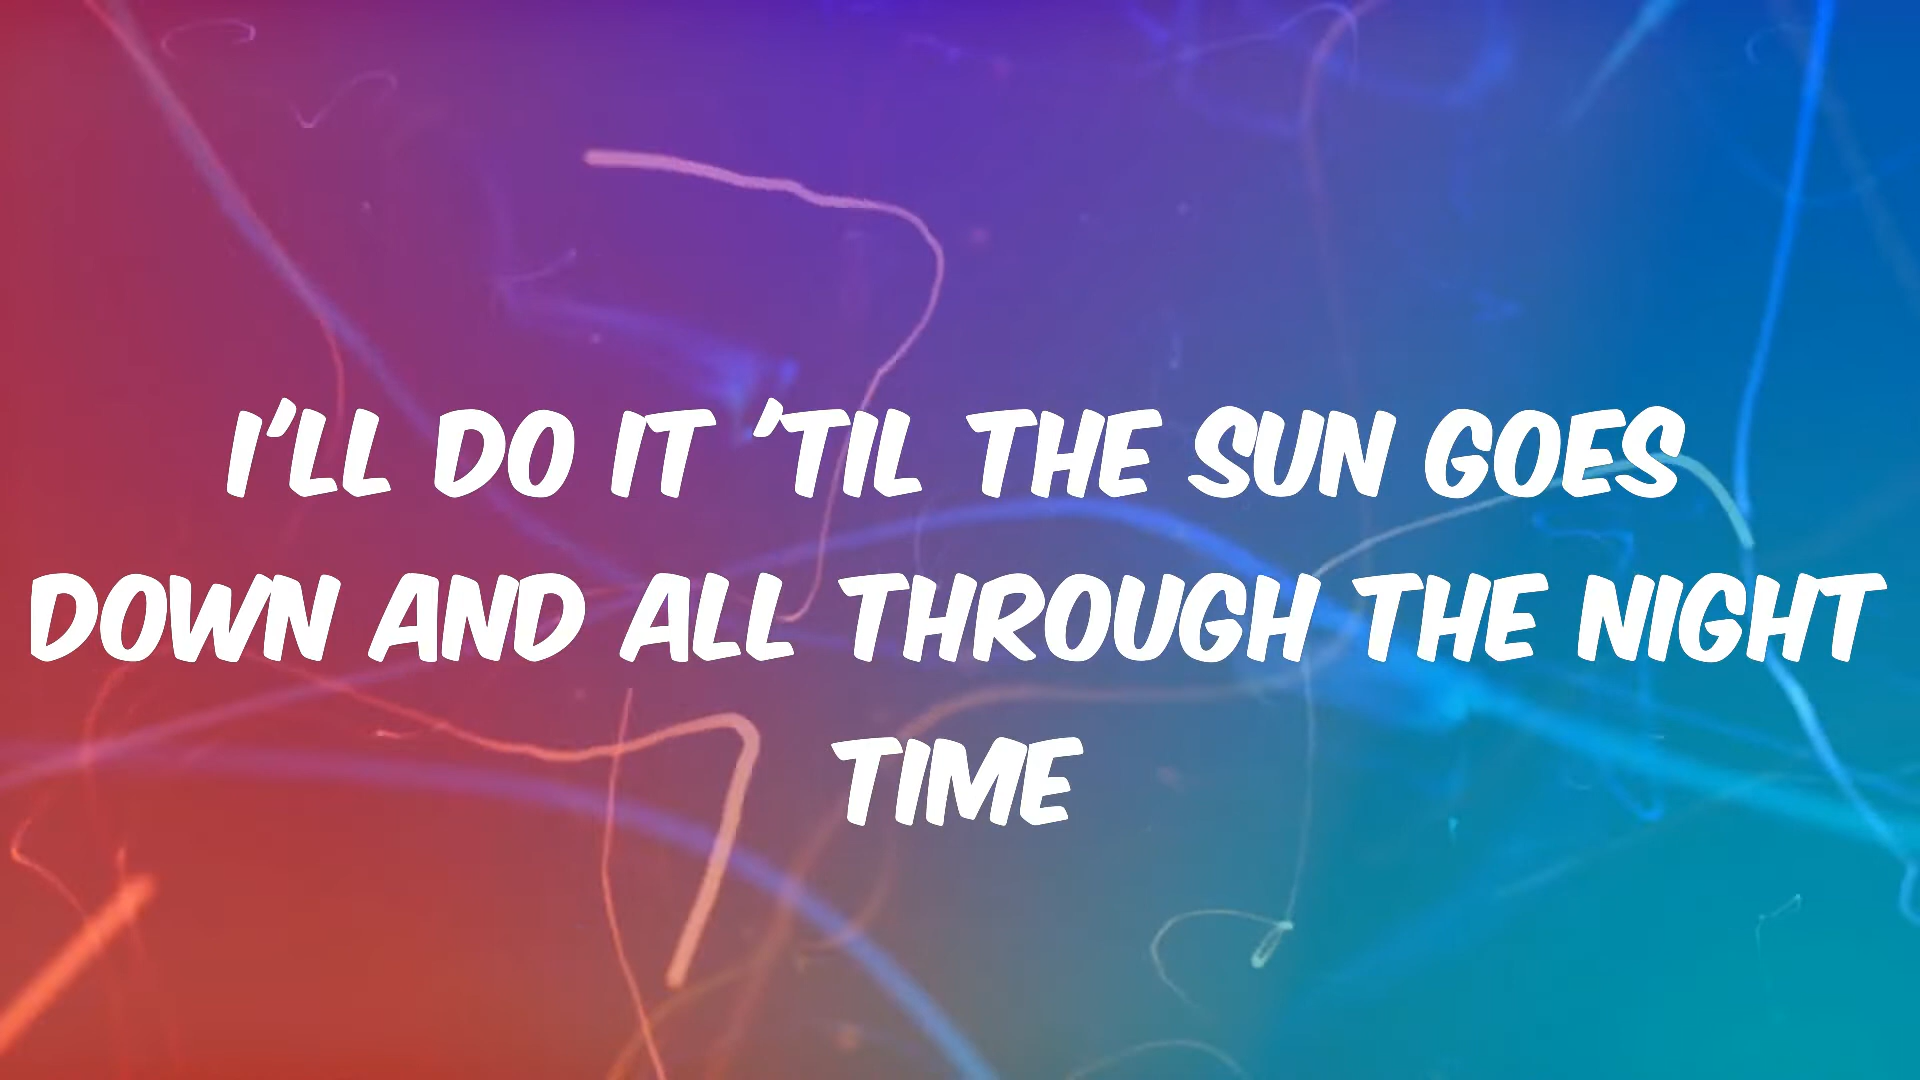 I'LL DO IT 'TIL THE SUN GOES
DOWN AND ALL THROUGH THE NIGHT
TIME